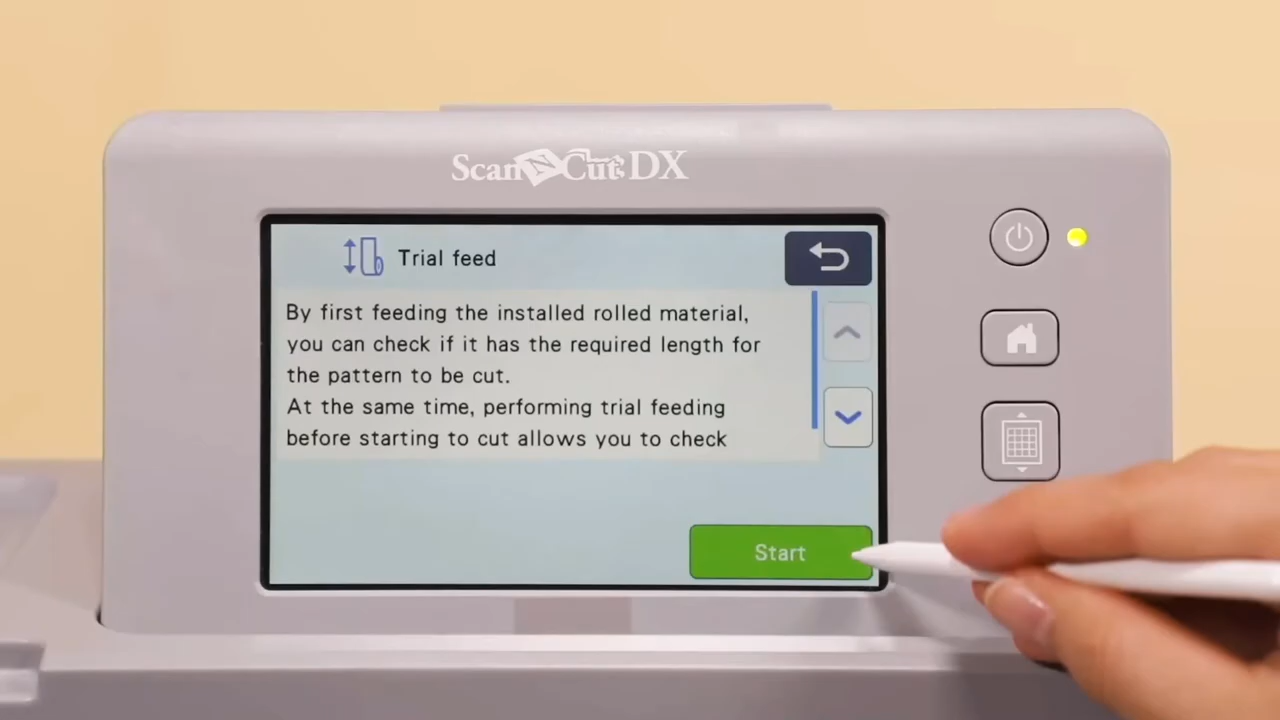 ScanNCut DX
Trial feed
By first feeding the installed rolled material,
you can check if it has the required length for
the pattern to be cut.
At the same time, performing trial feeding
before starting to cut allows you to check
Start